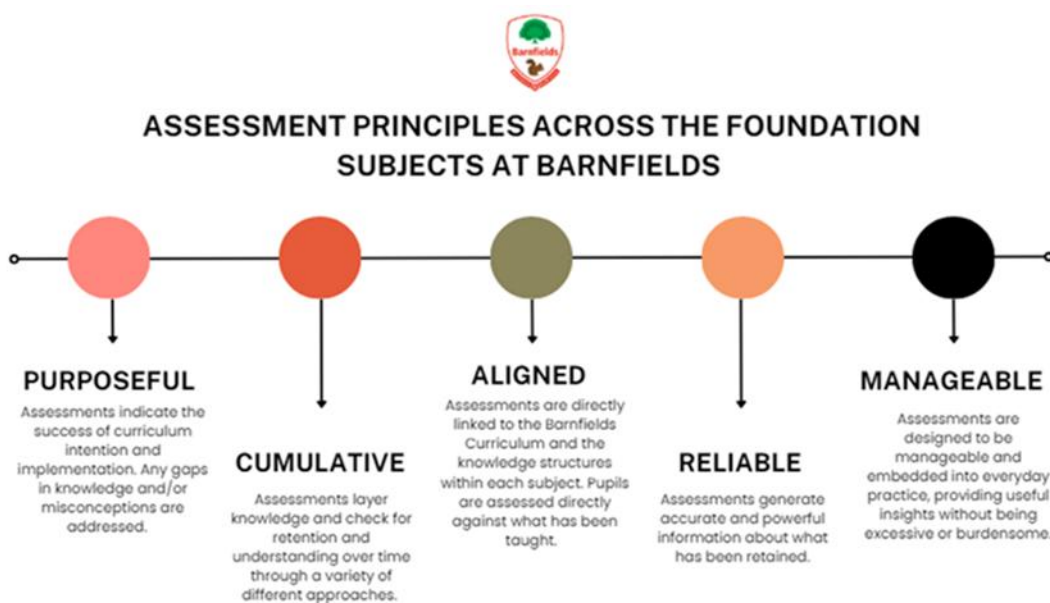 Barnfields
ASSESSMENT PRINCIPLES ACROSS THE FOUNDATION
SUBJECTS AT BARNFIELDS
PURPOSEFUL
Assessments indicate the
success of curriculum
intention and
implementation. Any gaps
in knowledge and/or
misconceptions are
addressed.
CUMULATIVE
Assessments layer
knowledge and check for
retention and
understanding over time
through a variety of
different approaches.
ALIGNED
Assessments are directly
linked to the Barnfields
Curriculum and the
knowledge structures
within each subject. Pupils
are assessed directly
against what has been
taught.
RELIABLE
Assessments generate
accurate and powerful
information about what
has been retained.
MANAGEABLE
Assessments are
designed to be
manageable and
embedded into everyday
practice, providing useful
insights without being
excessive or burdensome.